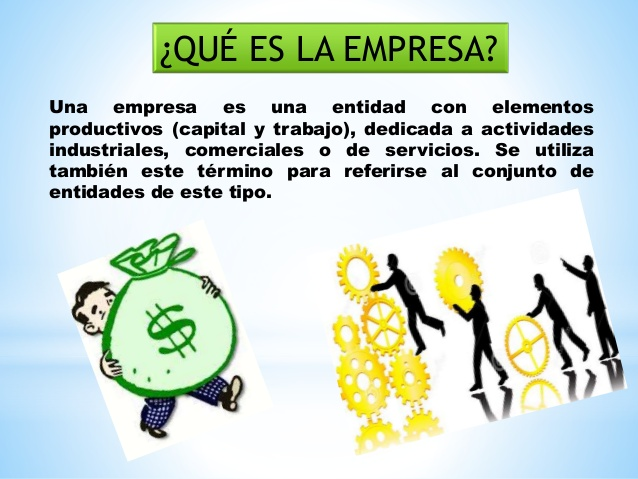 ¿QUÉ ES LA EMPRESA?
Una empresa es una entidad con elementos
productivos (capital y trabajo), dedicada a actividades
industriales, comerciales o de servicios. Se utiliza
también este término para referirse al conjunto de
entidades de este tipo.
$